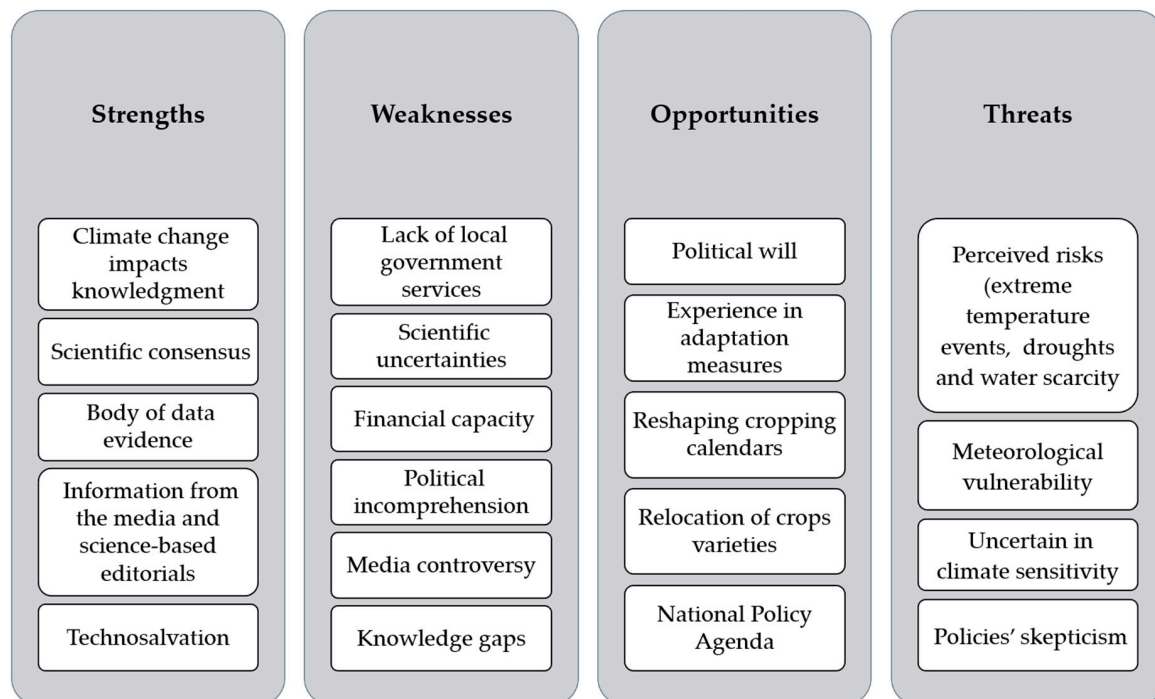 Strengths
Climate change
impacts
knowledgment
Scientific consensus
Body of data
evidence
Information from
the media and
science-based
editorials
Technosalvation
Weaknesses
Lack of local
government
services
Scientific
uncertainties
Financial capacity
Political
incomprehension
Media controversy
Knowledge gaps
Opportunities
Political will
Experience in
adaptation
measures
Reshaping cropping
calendars
Relocation of crops
varieties
National Policy
Agenda
Threats
Perceived risks
(extreme
temperature
events, droughts
and water scarcity
Meteorological
vulnerability
Uncertain in
climate sensitivity
Policies’ skepticism